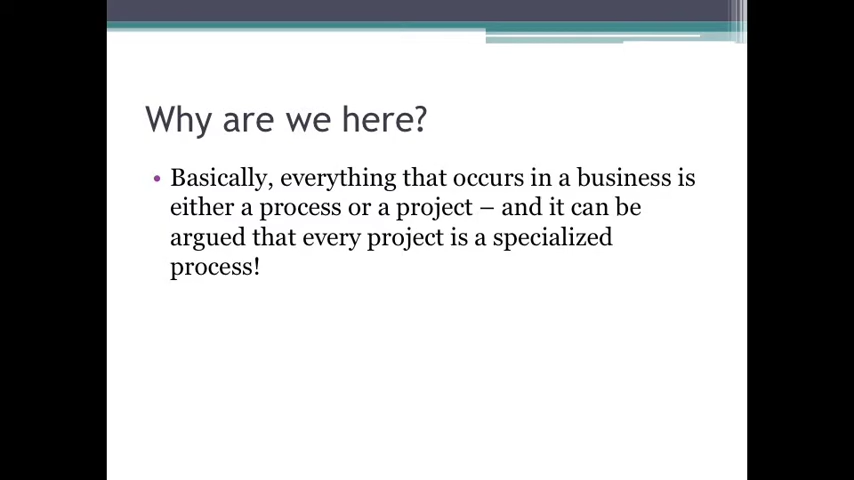 Why are we here?
• Basically, everything that occurs in a business is
either a process or a project – and it can be
argued that every project is a specialized
process!